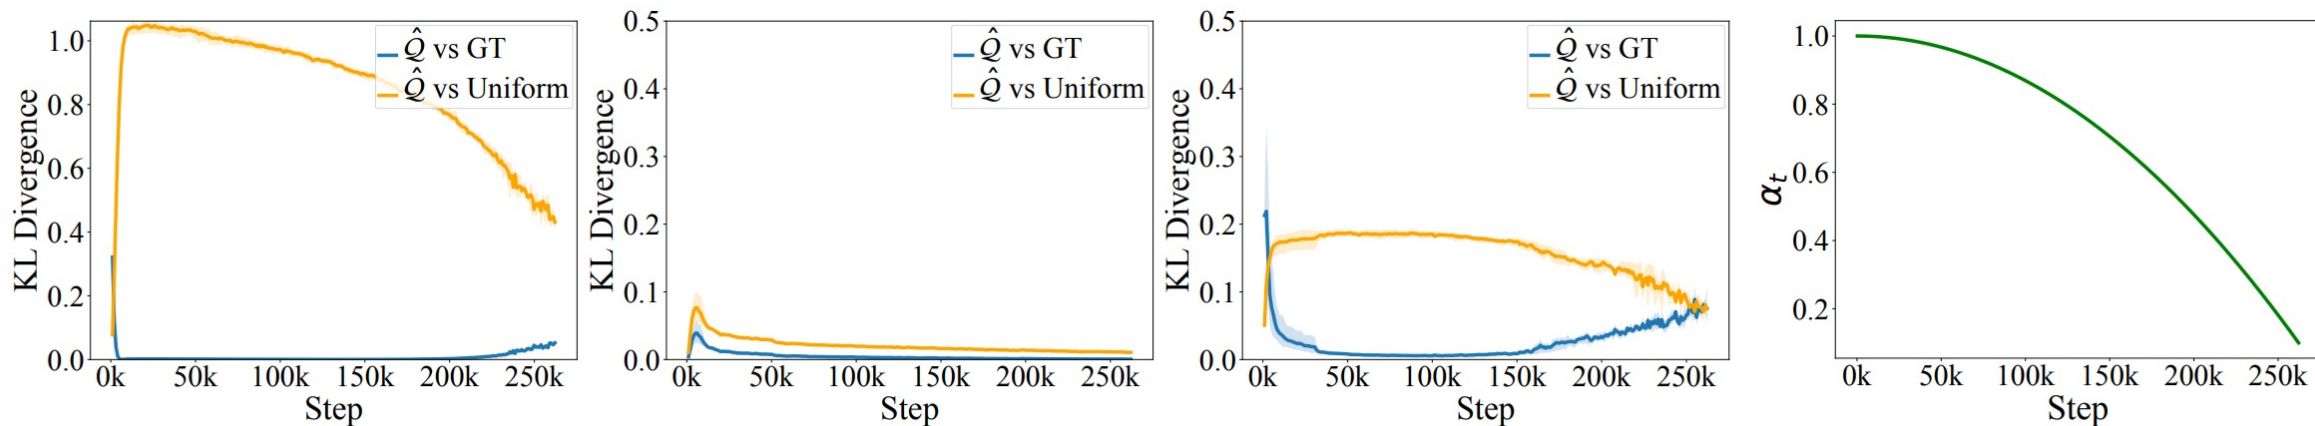 KL Divergence
1.0
0.8
0.6
0.4
0.2
0.0
Q̂ vs GT
Q̂ vs Uniform
0k 50k 100k 150k 200k 250k
Step
KL Divergence
0.5
0.4
0.3
0.2
0.1
0.0
Q̂ vs GT
Q̂ vs Uniform
0k 50k 100k 150k 200k 250k
Step
KL Divergence
0.5
0.4
0.3
0.2
0.1
0.0
Q̂ vs GT
Q̂ vs Uniform
0k 50k 100k 150k 200k 250k
Step
αt
1.0
0.8
0.6
0.4
0.2
0k 50k 100k 150k 200k 250k
Step